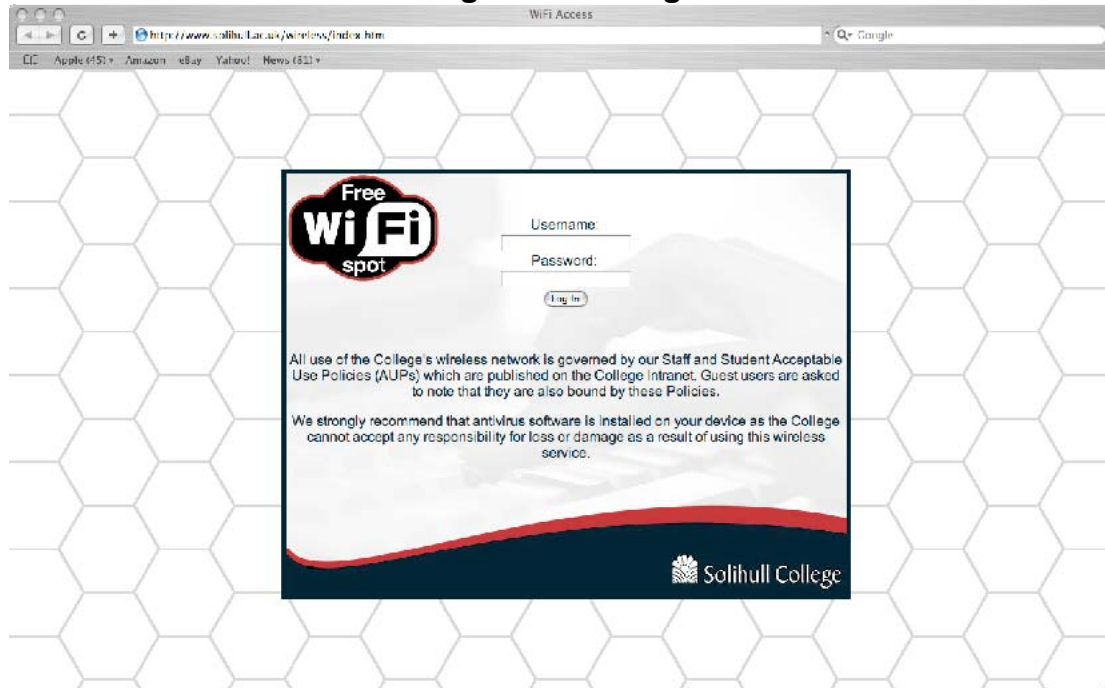 WiFi Access
http://www.solihull.ac.uk/wireless/index.htm
Google
Apple (45) Amazon eBay Yahoo! News (81)
Free
Wi Fi
spot
Username:
Password:
Log In
All use of the College's wireless network is governed by our Staff and Student Acceptable
Use Policies (AUPs) which are published on the College Intranet. Guest users are asked
to note that they are also bound by these Policies.
We strongly recommend that antivirus software is installed on your device as the College
cannot accept any responsibility for loss or damage as a result of using this wireless
service.
Solihull College